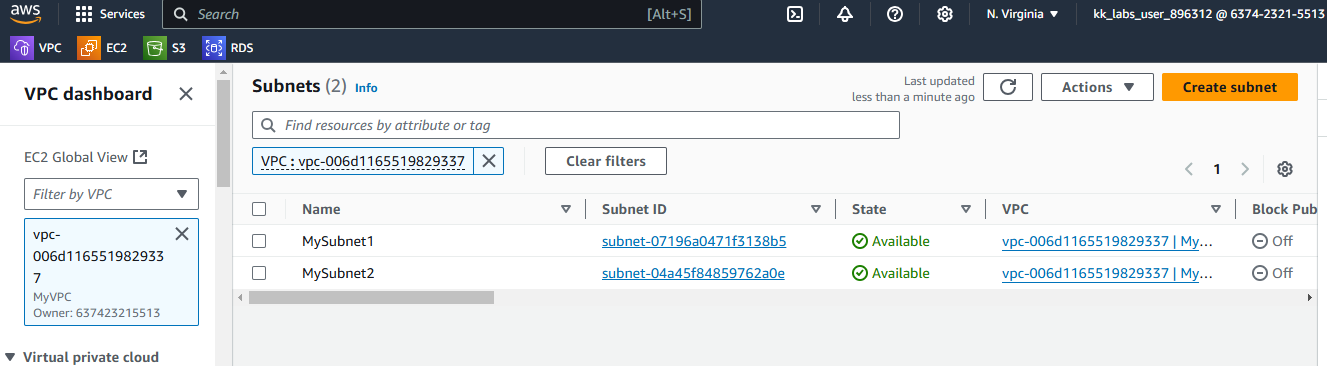 aws
Services
Search
[Alt+S]
N. Virginia
kk_labs_user_896312 @ 6374-2321-5513
VPC
EC2
S3
RDS
VPC dashboard
EC2 Global View
Filter by VPC
vpc-
006d116551982933
7
MyVPC
Owner: 637423215513
Virtual private cloud
Subnets (2) Info
Last updated
less than a minute ago
Actions
Create subnet
Find resources by attribute or tag
VPC : vpc-006d1165519829337
Clear filters
1
Name Subnet ID State VPC Block Pub
MySubnet1 subnet-07196a0471f3138b5 Available vpc-006d1165519829337 | My… Off
MySubnet2 subnet-04a45f84859762a0e Available vpc-006d1165519829337 | My… Off